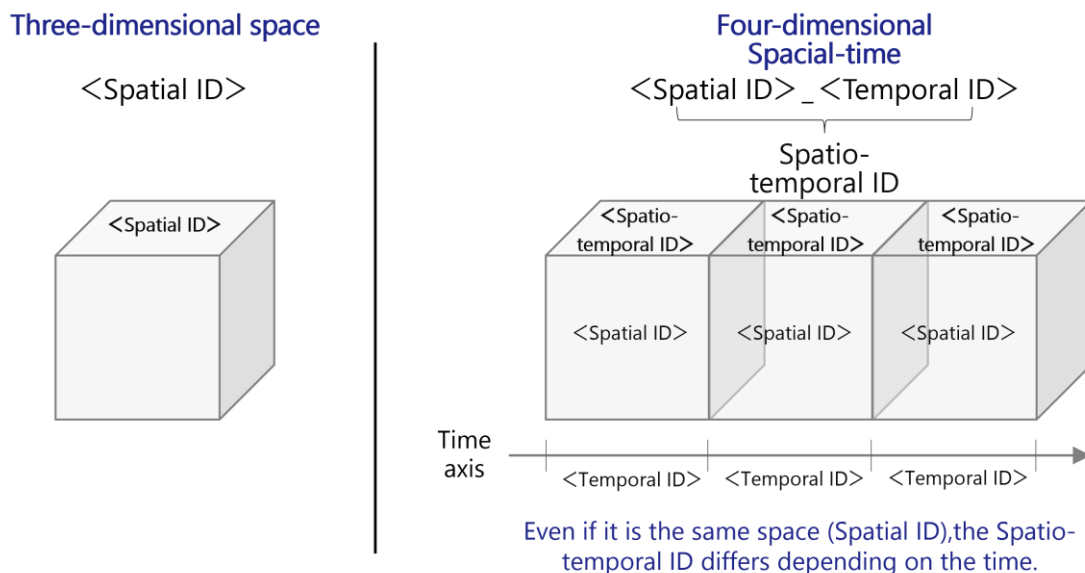 Three-dimensional space
<Spatial ID>
<Spatial ID>
Four-dimensional
Spacial-time
<Spatial ID>_<Temporal ID>
Spatio-
temporal ID
<Spatio-
temporal ID>
<Spatio-
temporal ID>
<Spatio-
temporal ID>
<Spatial ID>
<Spatial ID>
<Spatial ID>
Time
axis
<Temporal ID>
<Temporal ID>
<Temporal ID>
Even if it is the same space (Spatial ID),the Spatio-
temporal ID differs depending on the time.